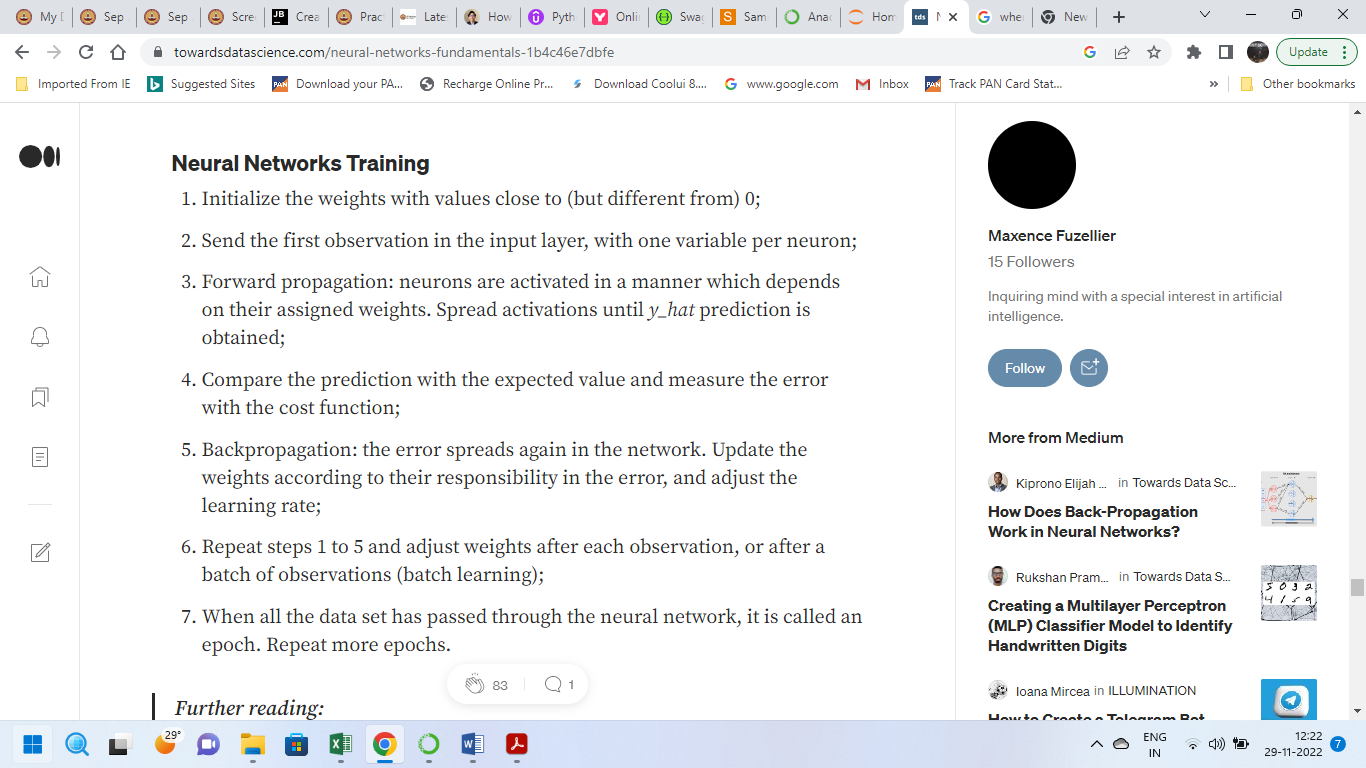 My D
Sep
Sep
Scre
Crea
Prac
Late
How
Pyth
Onli
Swag
Sam
Anac
Hom
tds
N
whe
New
towardsdatascience.com/neural-networks-fundamentals-1b4c46e7dbfe
Update
Imported From IE
Suggested Sites
Download your PA...
Recharge Online Pr...
Download Coolui 8....
www.google.com
Inbox
Track PAN Card Stat...
Other bookmarks
Neural Networks Training
1. Initialize the weights with values close to (but different from) 0;
2. Send the first observation in the input layer, with one variable per neuron;
3. Forward propagation: neurons are activated in a manner which depends
on their assigned weights. Spread activations until y_hat prediction is
obtained;
4. Compare the prediction with the expected value and measure the error
with the cost function;
5. Backpropagation: the error spreads again in the network. Update the
weights according to their responsibility in the error, and adjust the
learning rate;
6. Repeat steps 1 to 5 and adjust weights after each observation, or after a
batch of observations (batch learning);
7. When all the data set has passed through the neural network, it is called an
epoch. Repeat more epochs.
83
1
Further reading:
Maxence Fuzellier
15 Followers
Inquiring mind with a special interest in artificial
intelligence.
Follow
More from Medium
Kiprono Elijah ... in Towards Data Sc...
How Does Back-Propagation
Work in Neural Networks?
Rukshan Pram... in Towards Data S...
Creating a Multilayer Perceptron
(MLP) Classifier Model to Identify
Handwritten Digits
Ioana Mircea in ILLUMINATION
How to Create a Telegram Bot
29°
ENG
IN
12:22
29-11-2022
7